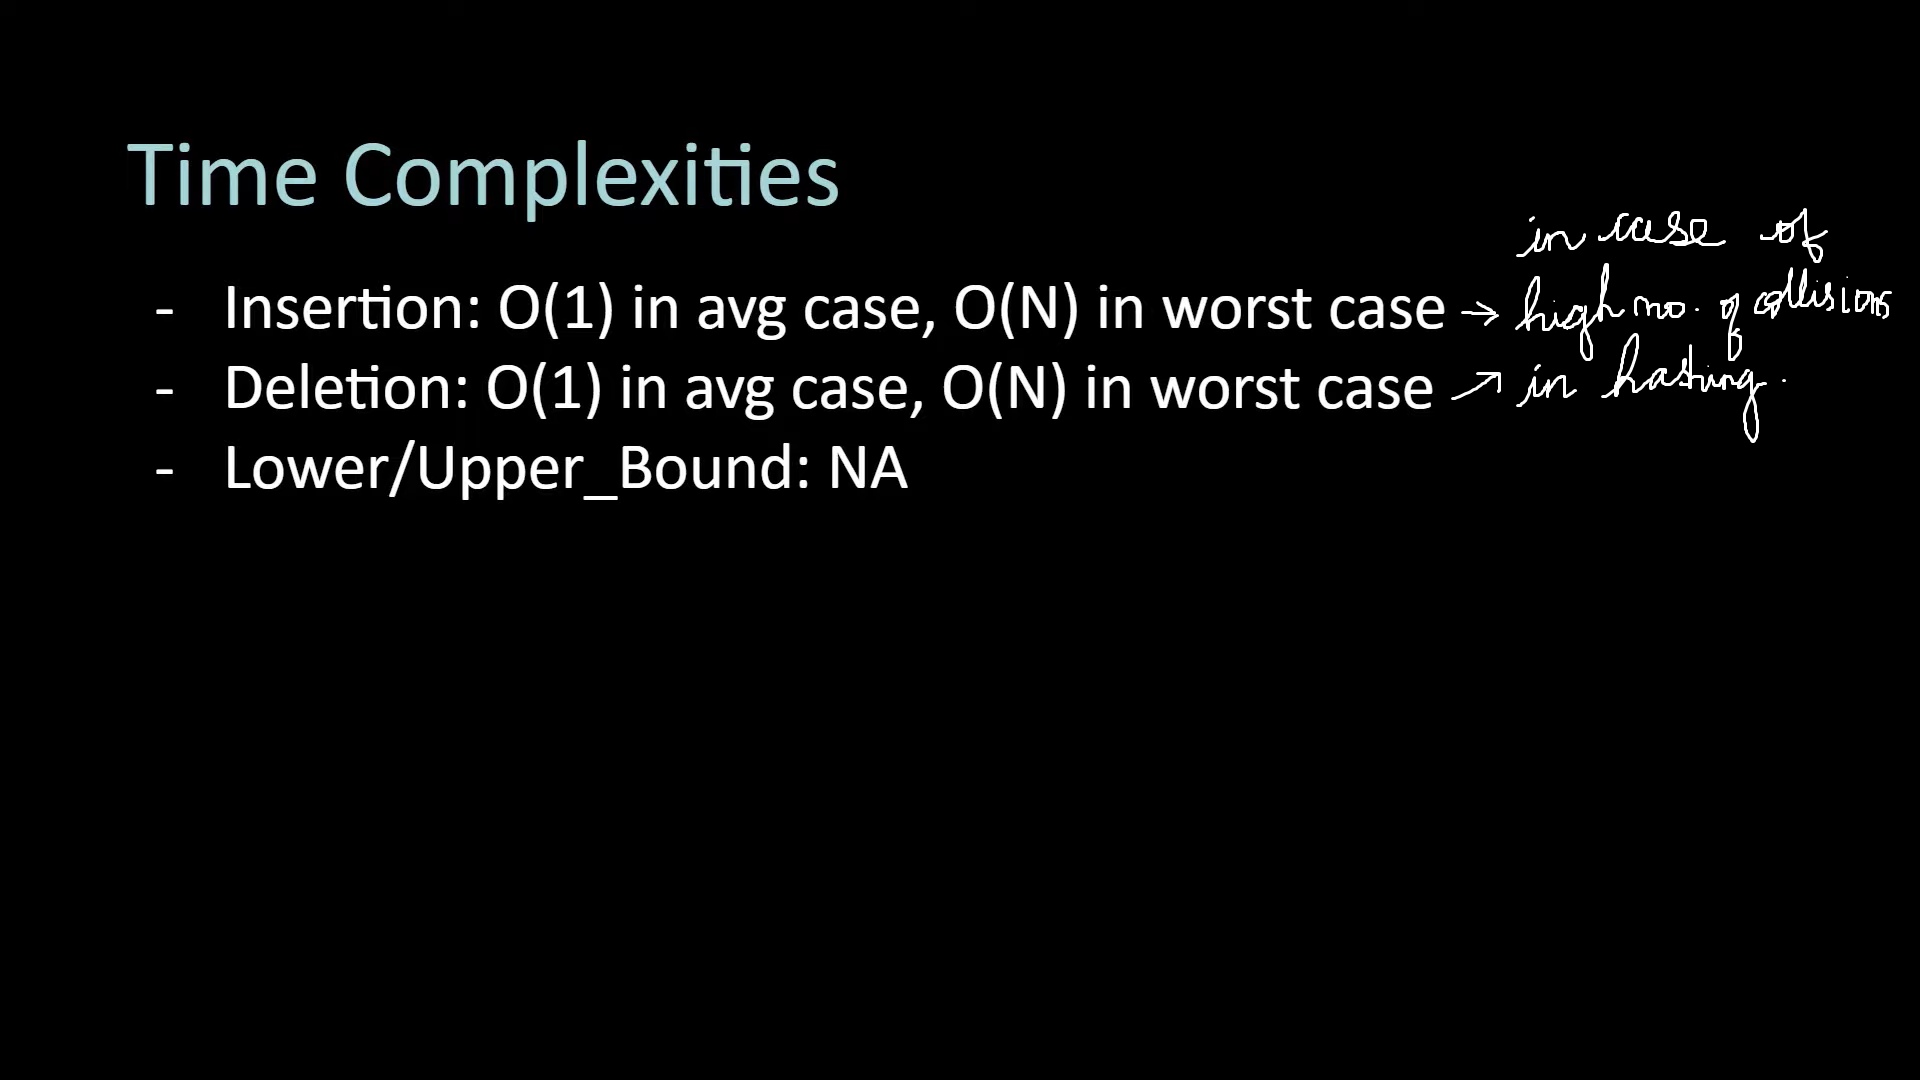 Time Complexities
in case of
- Insertion: O(1) in avg case, O(N) in worst case → high no. of collisions
- Deletion: O(1) in avg case, O(N) in worst case ↗ in hashing.
- Lower/Upper_Bound: NA